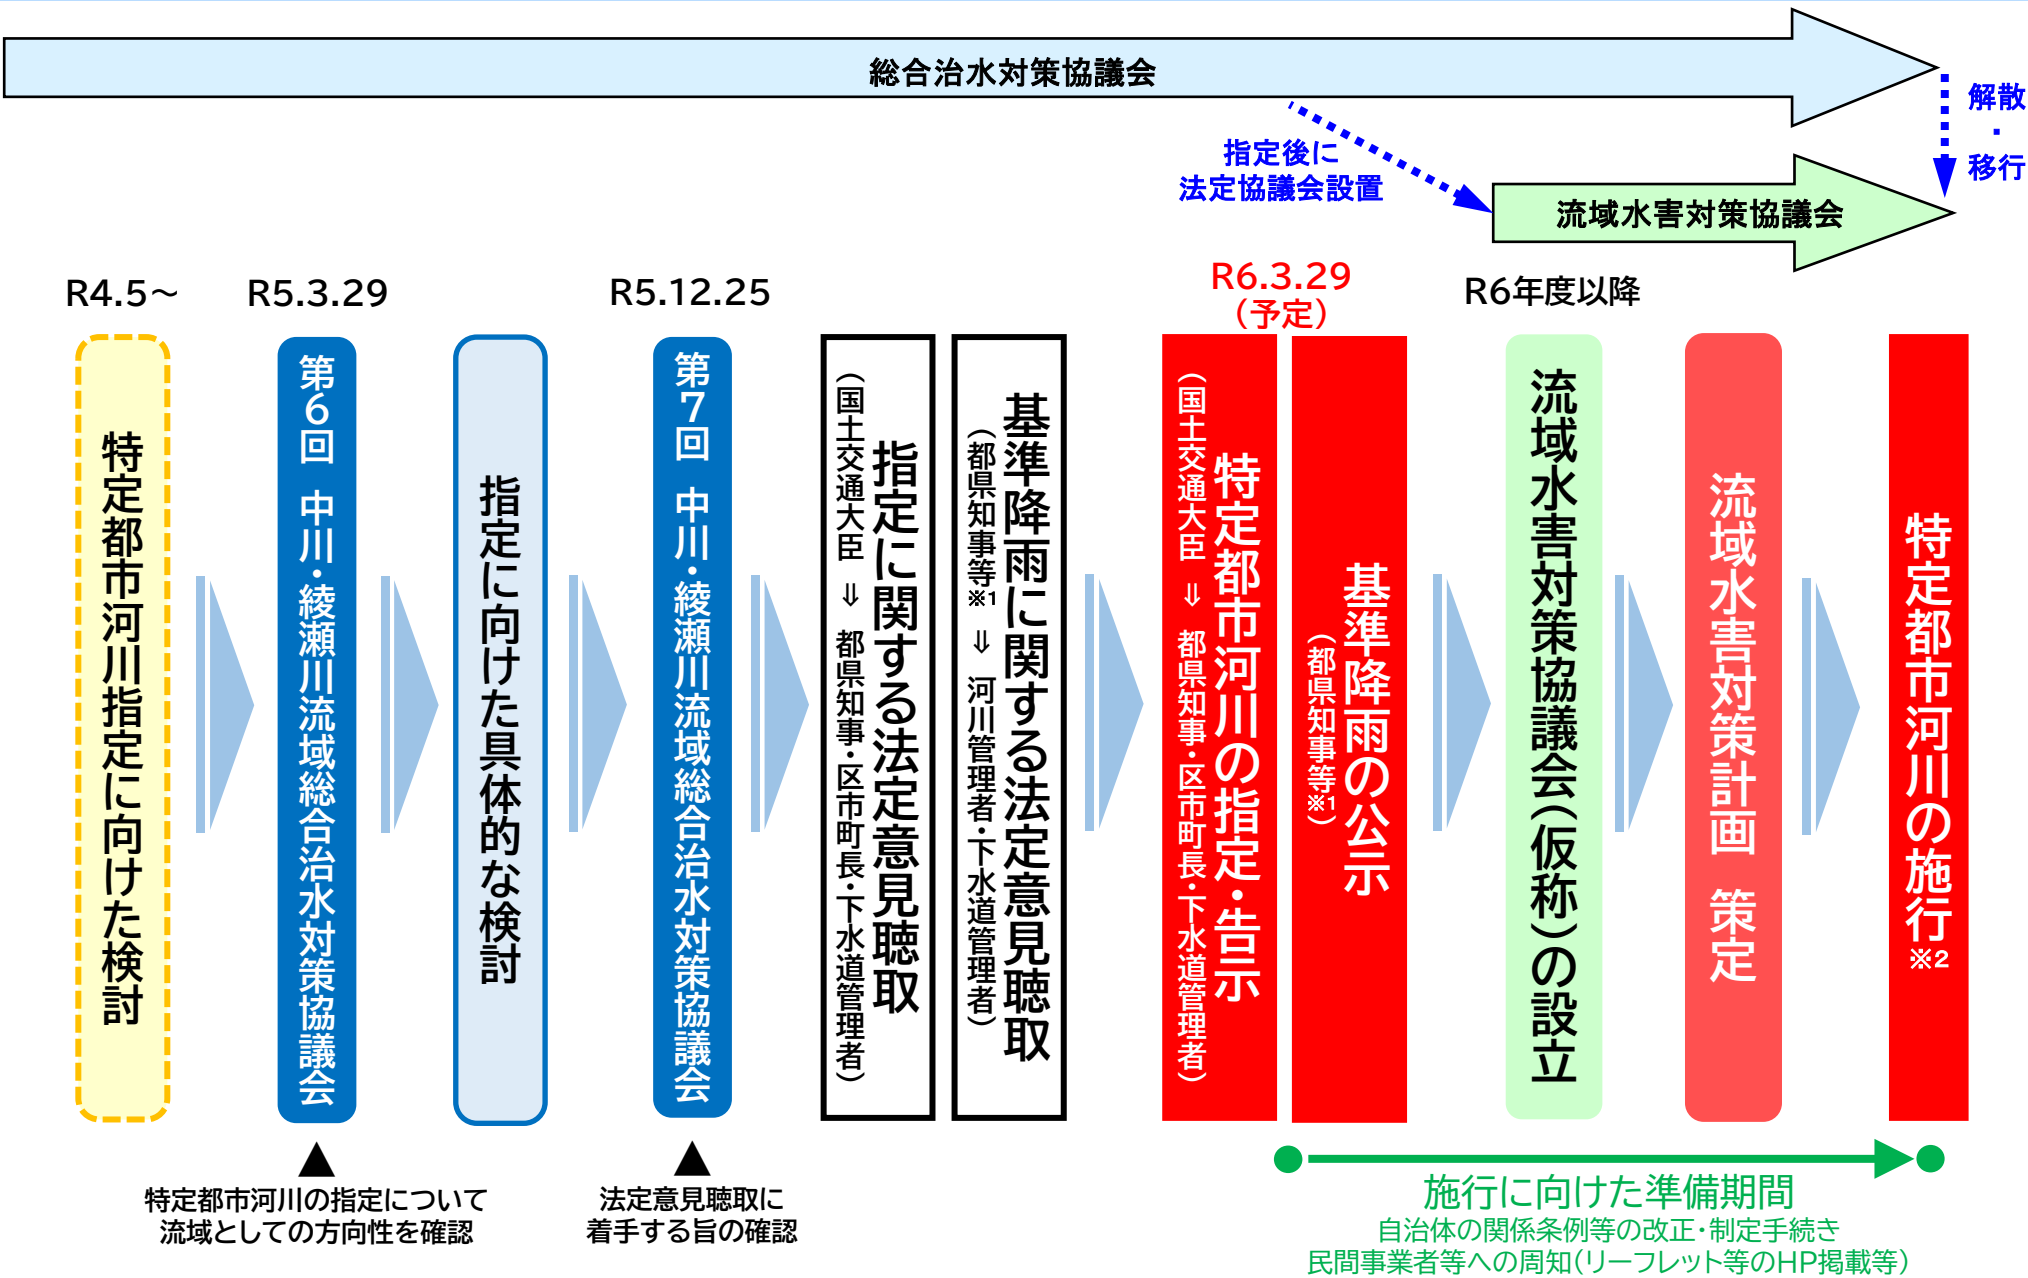 総合治水対策協議会
解散
・
移行
指定後に
法定協議会設置
流域水害対策協議会
R4.5～
R5.3.29
R5.12.25
R6.3.29
（予定）
R6年度以降
特定都市河川指定に向けた検討
第6回 中川・綾瀬川流域総合治水対策協議会
指定に向けた具体的な検討
第7回 中川・綾瀬川流域総合治水対策協議会
指定に関する法定意見聴取
（国土交通大臣 ⇒ 都県知事・区市町長・下水道管理者）
基準降雨に関する法定意見聴取
（都県知事等※1 ⇒ 河川管理者・下水道管理者）
特定都市河川の指定・告示
（国土交通大臣 ⇒ 都県知事・区市町長・下水道管理者）
基準降雨の公示
（都県知事等※1）
流域水害対策協議会（仮称）の設立
流域水害対策計画 策定
特定都市河川の施行※2
特定都市河川の指定について
流域としての方向性を確認
法定意見聴取に
着手する旨の確認
施行に向けた準備期間
自治体の関係条例等の改正・制定手続き
民間事業者等への周知（リーフレット等のHP掲載等）